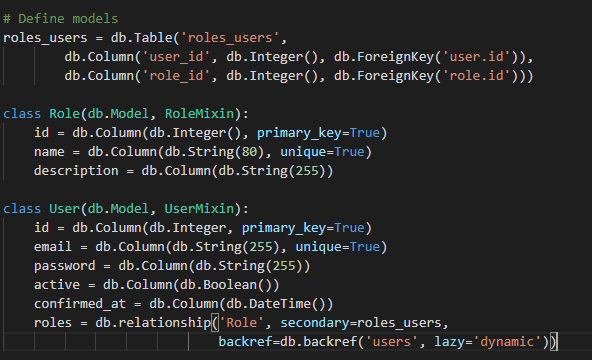 # Define models
roles_users = db.Table('roles_users',
        db.Column('user_id', db.Integer(), db.ForeignKey('user.id')),
        db.Column('role_id', db.Integer(), db.ForeignKey('role.id')))
class Role(db.Model, RoleMixin):
    id = db.Column(db.Integer(), primary_key=True)
    name = db.Column(db.String(80), unique=True)
    description = db.Column(db.String(255))
class User(db.Model, UserMixin):
    id = db.Column(db.Integer, primary_key=True)
    email = db.Column(db.String(255), unique=True)
    password = db.Column(db.String(255))
    active = db.Column(db.Boolean())
    confirmed_at = db.Column(db.DateTime())
    roles = db.relationship('Role', secondary=roles_users,
                            backref=db.backref('users', lazy='dynamic'))